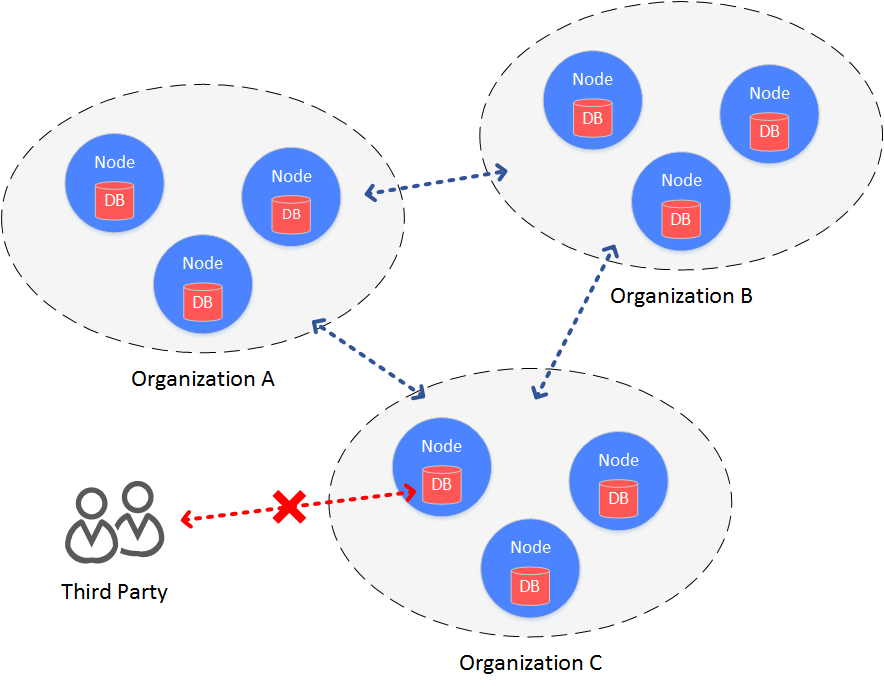 Node
DB
Node
DB
Node
DB
Organization A
Node
DB
Node
DB
Node
DB
Organization B
Node
DB
Node
DB
Node
DB
Organization C
Third Party